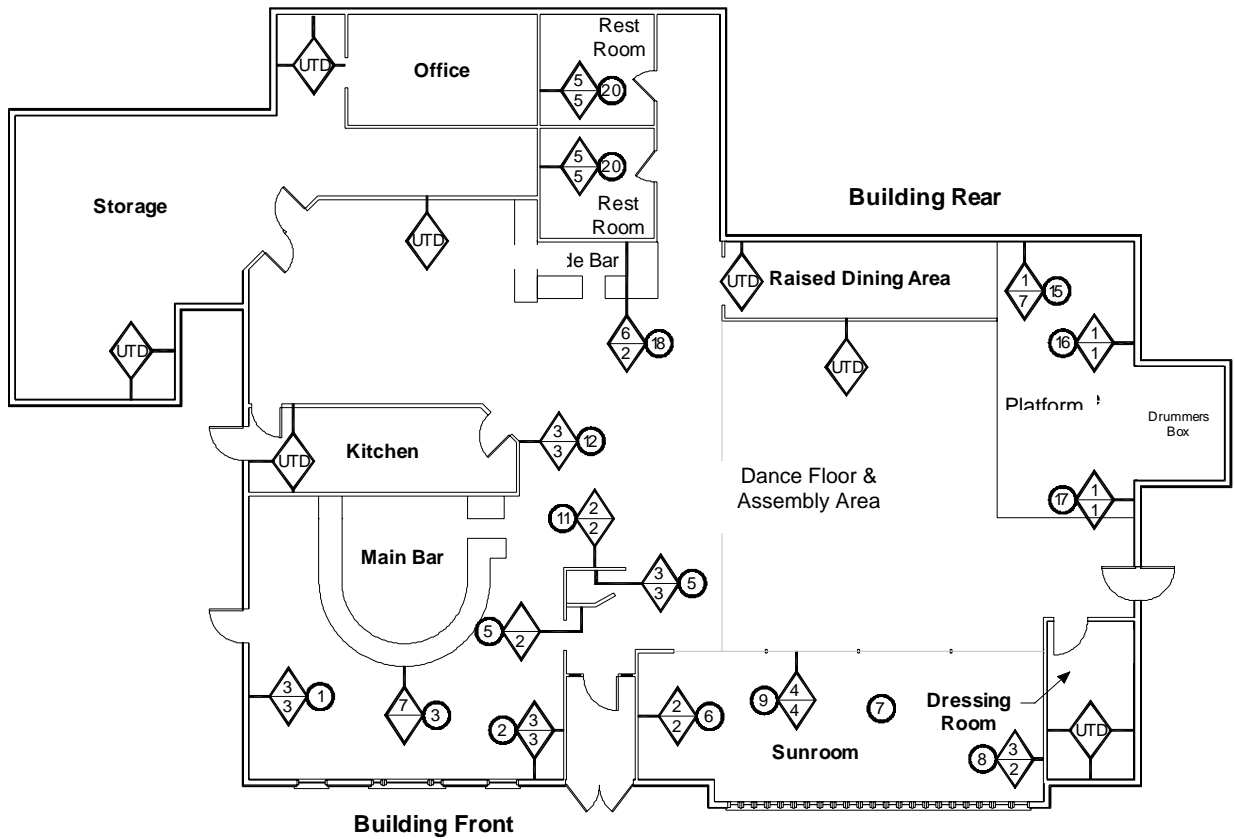 Rest
Room
UTD
Office
5
5
20
5
5
20
Rest
Room
Storage
Building Rear
UTD
de Bar
UTD
Raised Dining Area
1
7
15
6
2
18
1
1
16
UTD
UTD
Platform
Drummers
Box
Kitchen
UTD
3
3
12
Dance Floor &
Assembly Area
1
1
17
11
2
2
Main Bar
3
3
5
5
2
3
3
1
7
3
2
3
3
2
2
6
9
4
4
7
Dressing
Room
UTD
Sunroom
8
3
2
Building Front